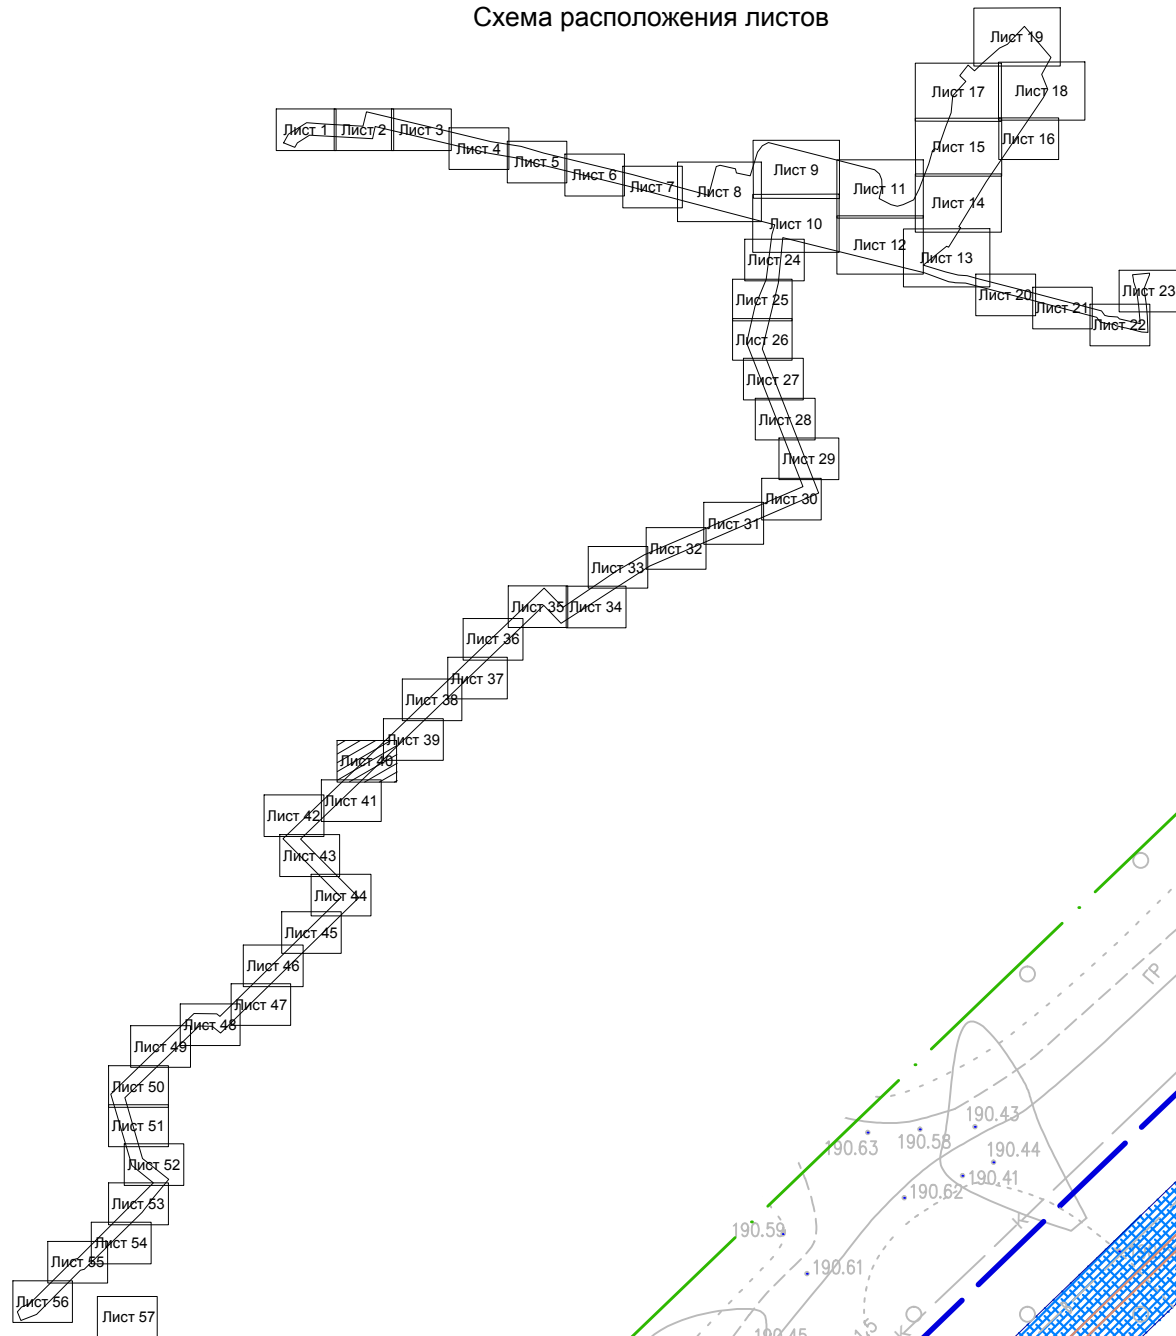 Схема расположения листов
Лист 19
Лист 17
Лист 18
Лист 1
Лист 2
Лист 3
Лист 4
Лист 5
Лист 6
Лист 7
Лист 8
Лист 9
Лист 11
Лист 15
Лист 16
Лист 14
Лист 10
Лист 12
Лист 13
Лист 24
Лист 20
Лист 21
Лист 22
Лист 23
Лист 25
Лист 26
Лист 27
Лист 28
Лист 29
Лист 30
Лист 31
Лист 32
Лист 33
Лист 34
Лист 35
Лист 36
Лист 37
Лист 38
Лист 39
Лист 40
Лист 41
Лист 42
Лист 43
Лист 44
Лист 45
Лист 46
Лист 47
Лист 48
Лист 49
Лист 50
Лист 51
Лист 52
Лист 53
Лист 54
Лист 55
Лист 56
Лист 57
ГР
190.43
190.58
190.63
190.44
190.41
190.62
К
190.59
190.61
190.45
К